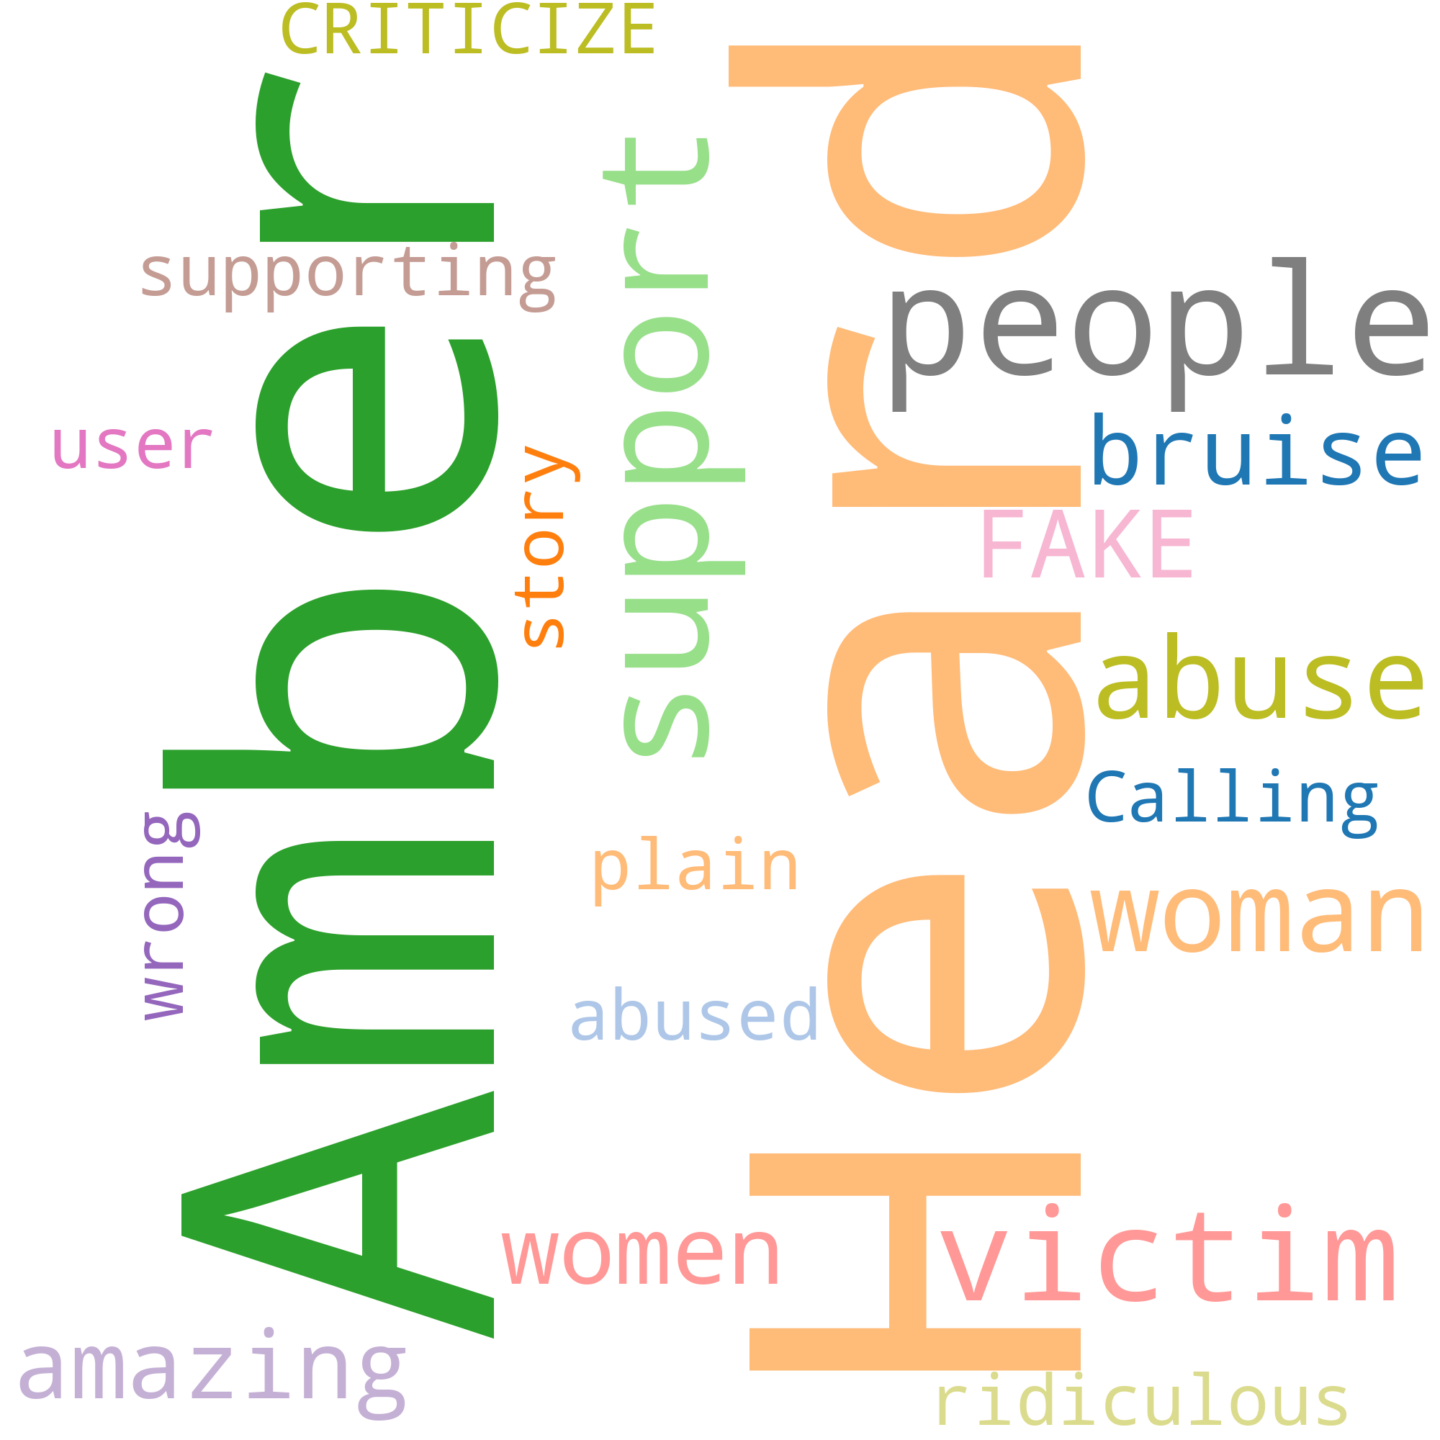 CRITICIZE
Amber
Heard
support
supporting
people
user
story
bruise
FAKE
abuse
Calling
wrong
plain
woman
abused
women
victim
amazing
ridiculous